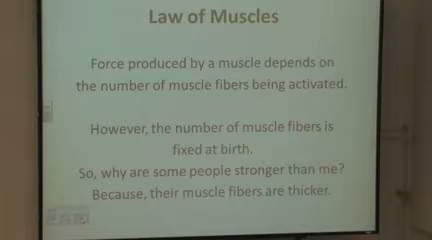 Law of Muscles
Force produced by a muscle depends on
the number of muscle fibers being activated.
However, the number of muscle fibers is
fixed at birth.
So, why are some people stronger than me?
Because, their muscle fibers are thicker.